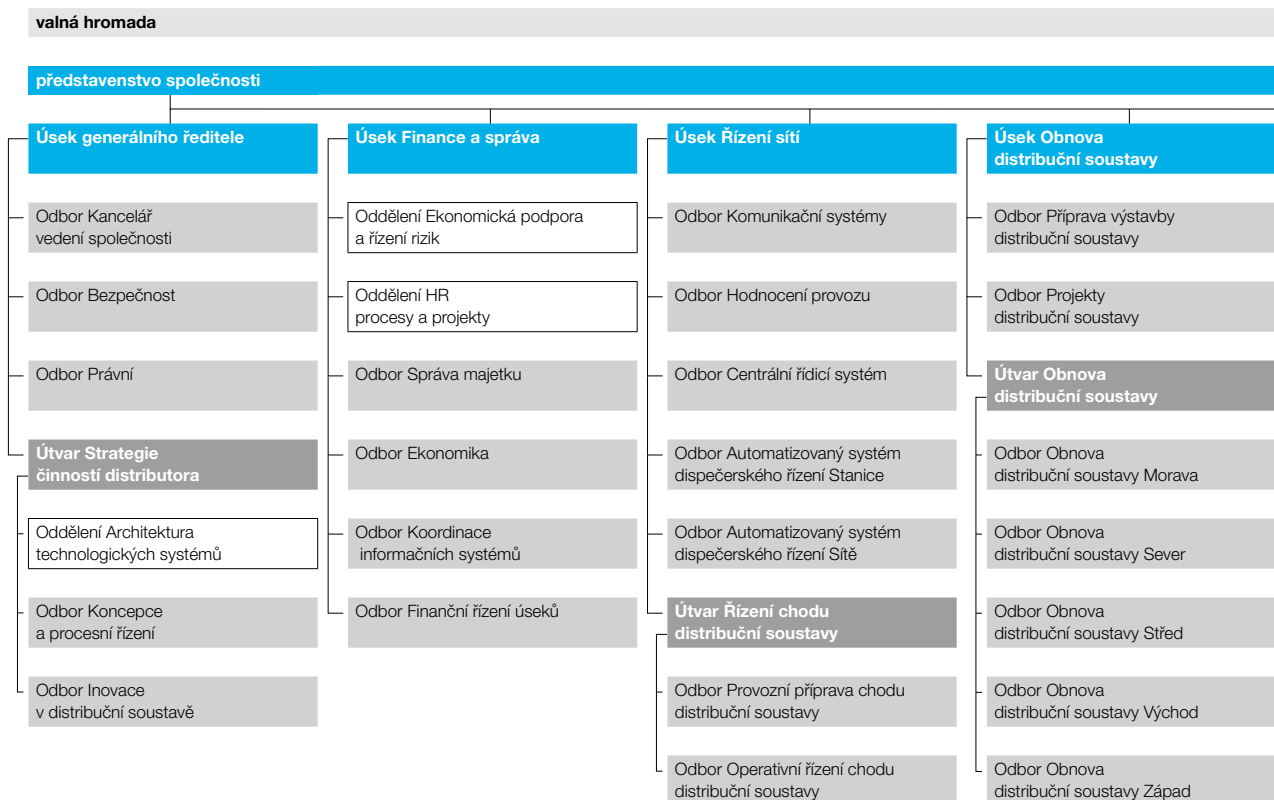 valná hromada
představenstvo společnosti
Úsek generálního ředitele
Odbor Kancelář
vedení společnosti
Odbor Bezpečnost
Odbor Právní
Útvar Strategie
činností distributora
Oddělení Architektura
technologických systémů
Odbor Koncepce
a procesní řízení
Odbor Inovace
v distribuční soustavě
Úsek Finance a správa
Oddělení Ekonomická podpora
a řízení rizik
Oddělení HR
procesy a projekty
Odbor Správa majetku
Odbor Ekonomika
Odbor Koordinace
informačních systémů
Odbor Finanční řízení úseků
Úsek Řízení sítí
Odbor Komunikační systémy
Odbor Hodnocení provozu
Odbor Centrální řídicí systém
Odbor Automatizovaný systém
dispečerského řízení Stanice
Odbor Automatizovaný systém
dispečerského řízení Sítě
Útvar Řízení chodu
distribuční soustavy
Odbor Provozní příprava chodu
distribuční soustavy
Odbor Operativní řízení chodu
distribuční soustavy
Úsek Obnova
distribuční soustavy
Odbor Příprava výstavby
distribuční soustavy
Odbor Projekty
distribuční soustavy
Útvar Obnova
distribuční soustavy
Odbor Obnova
distribuční soustavy Morava
Odbor Obnova
distribuční soustavy Sever
Odbor Obnova
distribuční soustavy Střed
Odbor Obnova
distribuční soustavy Východ
Odbor Obnova
distribuční soustavy Západ